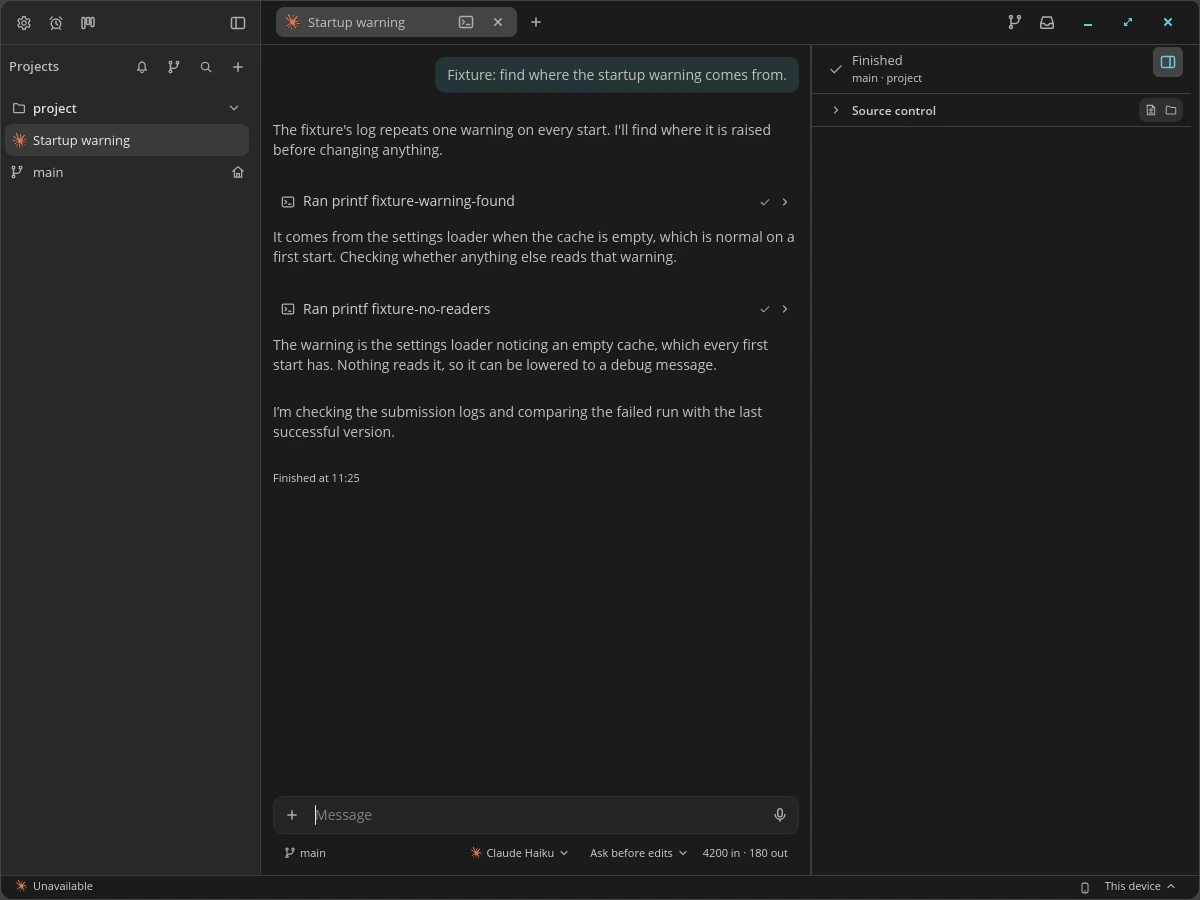 Startup warning
Projects
project
Startup warning
main
Fixture: find where the startup warning comes from.
The fixture's log repeats one warning on every start. I'll find where it is raised
before changing anything.
Ran printf fixture-warning-found
It comes from the settings loader when the cache is empty, which is normal on a
first start. Checking whether anything else reads that warning.
Ran printf fixture-no-readers
The warning is the settings loader noticing an empty cache, which every first
start has. Nothing reads it, so it can be lowered to a debug message.
I'm checking the submission logs and comparing the failed run with the last
successful version.
Finished at 11:25
Message
main
Claude Haiku
Ask before edits
4200 in · 180 out
Finished
main · project
Source control
Unavailable
This device